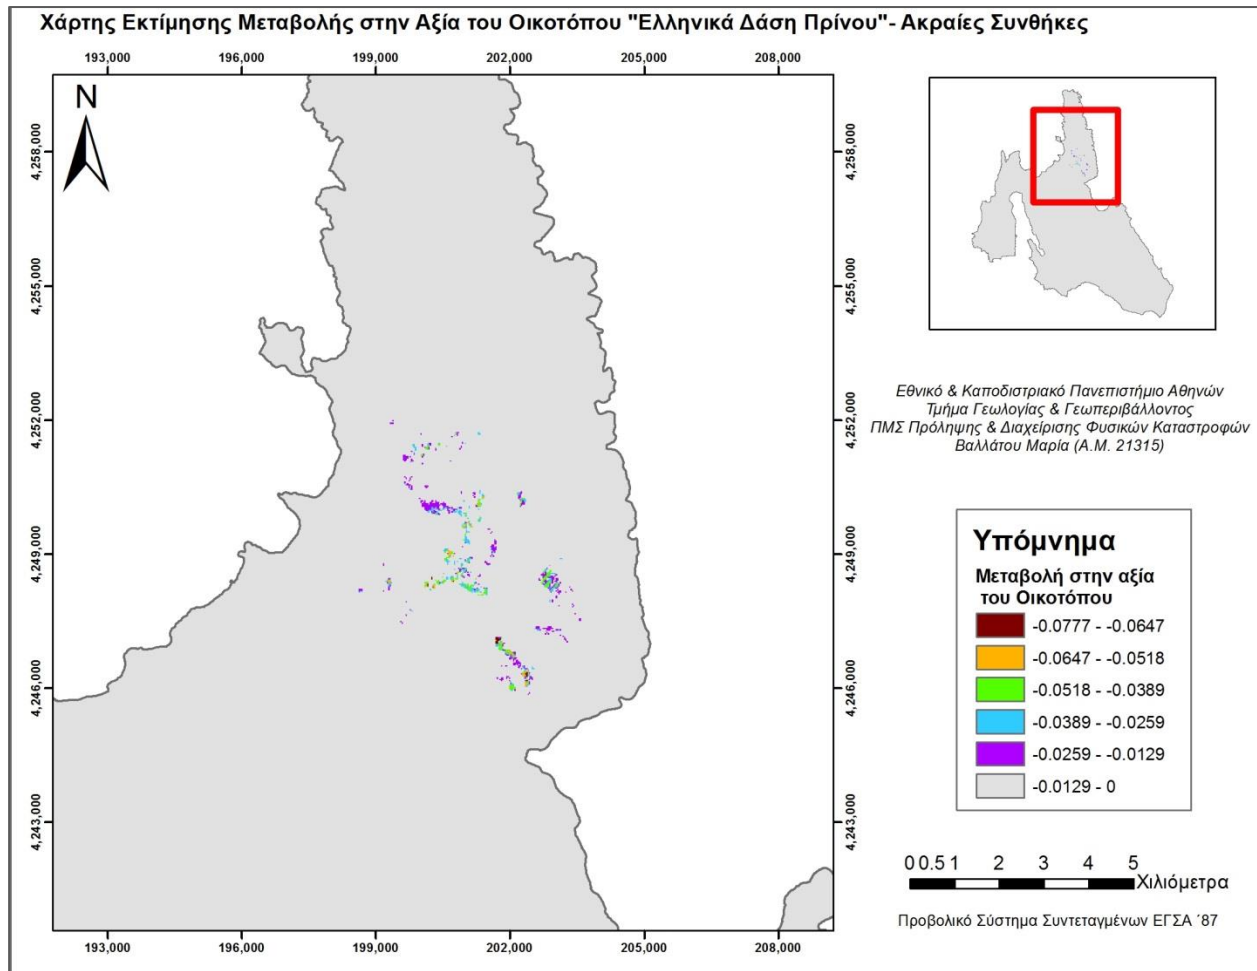 Χάρτης Εκτίμησης Μεταβολής στην Αξία του Οικοτόπου "Ελληνικά Δάση Πρίνου"- Ακραίες Συνθήκες
193,000 196,000 199,000 202,000 205,000 208,000
N
4,258,000 4,258,000
4,255,000 4,255,000
4,252,000 4,252,000
4,249,000 4,249,000
4,246,000 4,246,000
4,243,000 4,243,000
193,000 196,000 199,000 202,000 205,000 208,000
Εθνικό & Καποδιστριακό Πανεπιστήμιο Αθηνών
Τμήμα Γεωλογίας & Γεωπεριβάλλοντος
ΠΜΣ Πρόληψης & Διαχείρισης Φυσικών Καταστροφών
Βαλλάτου Μαρία (Α.Μ. 21315)
Υπόμνημα
Μεταβολή στην αξία
του Οικοτόπου
-0.0777 - -0.0647
-0.0647 - -0.0518
-0.0518 - -0.0389
-0.0389 - -0.0259
-0.0259 - -0.0129
-0.0129 - 0
0 0.5 1 2 3 4 5
Χιλιόμετρα
Προβολικό Σύστημα Συντεταγμένων ΕΓΣΑ ΄87